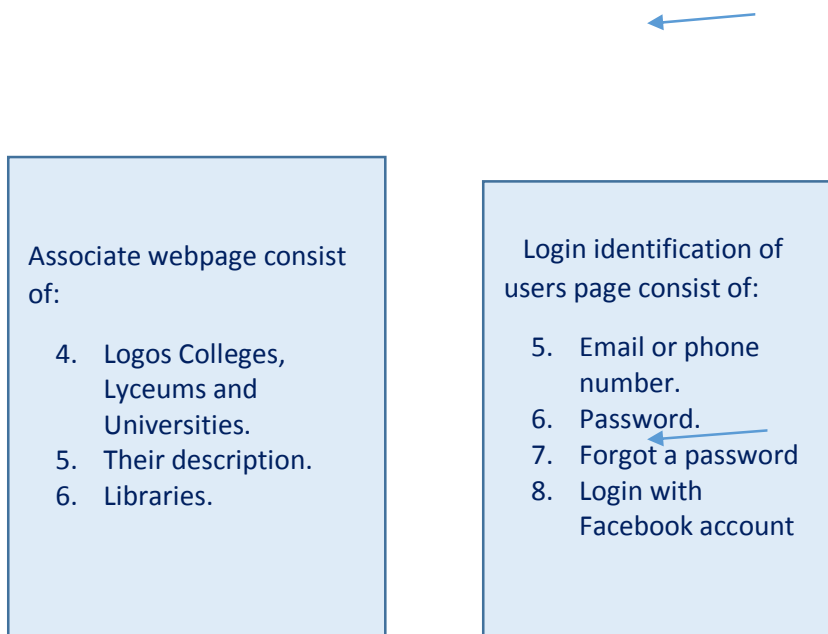 Associate webpage consist
of:
4. Logos Colleges,
Lyceums and
Universities.
5. Their description.
6. Libraries.
Login identification of
users page consist of:
5. Email or phone
number.
6. Password.
7. Forgot a password
8. Login with
Facebook account